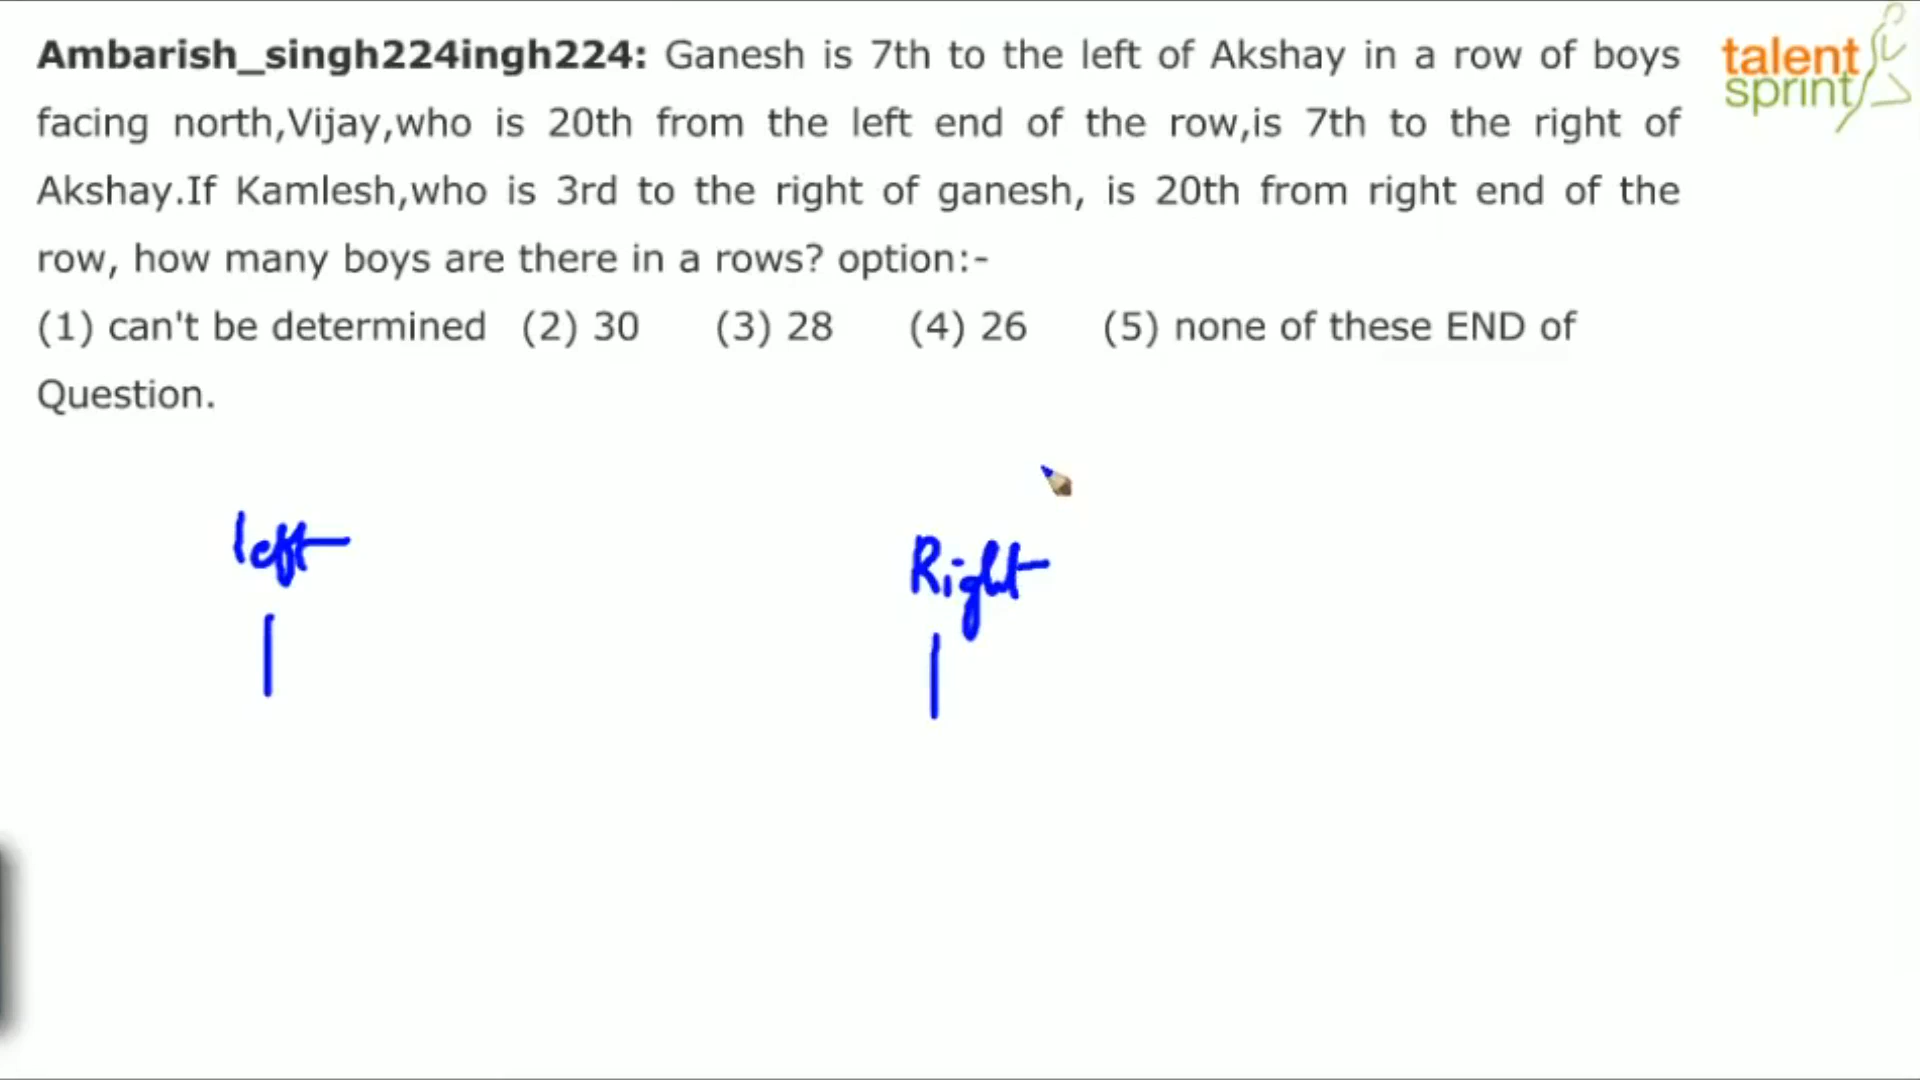 Ambarish_singh224ingh224: Ganesh is 7th to the left of Akshay in a row of boys
facing north,Vijay,who is 20th from the left end of the row,is 7th to the right of
Akshay.If Kamlesh,who is 3rd to the right of ganesh, is 20th from right end of the
row, how many boys are there in a rows? option:-
(1) can't be determined (2) 30 (3) 28 (4) 26 (5) none of these END of
Question.
talent
sprint
left
Right